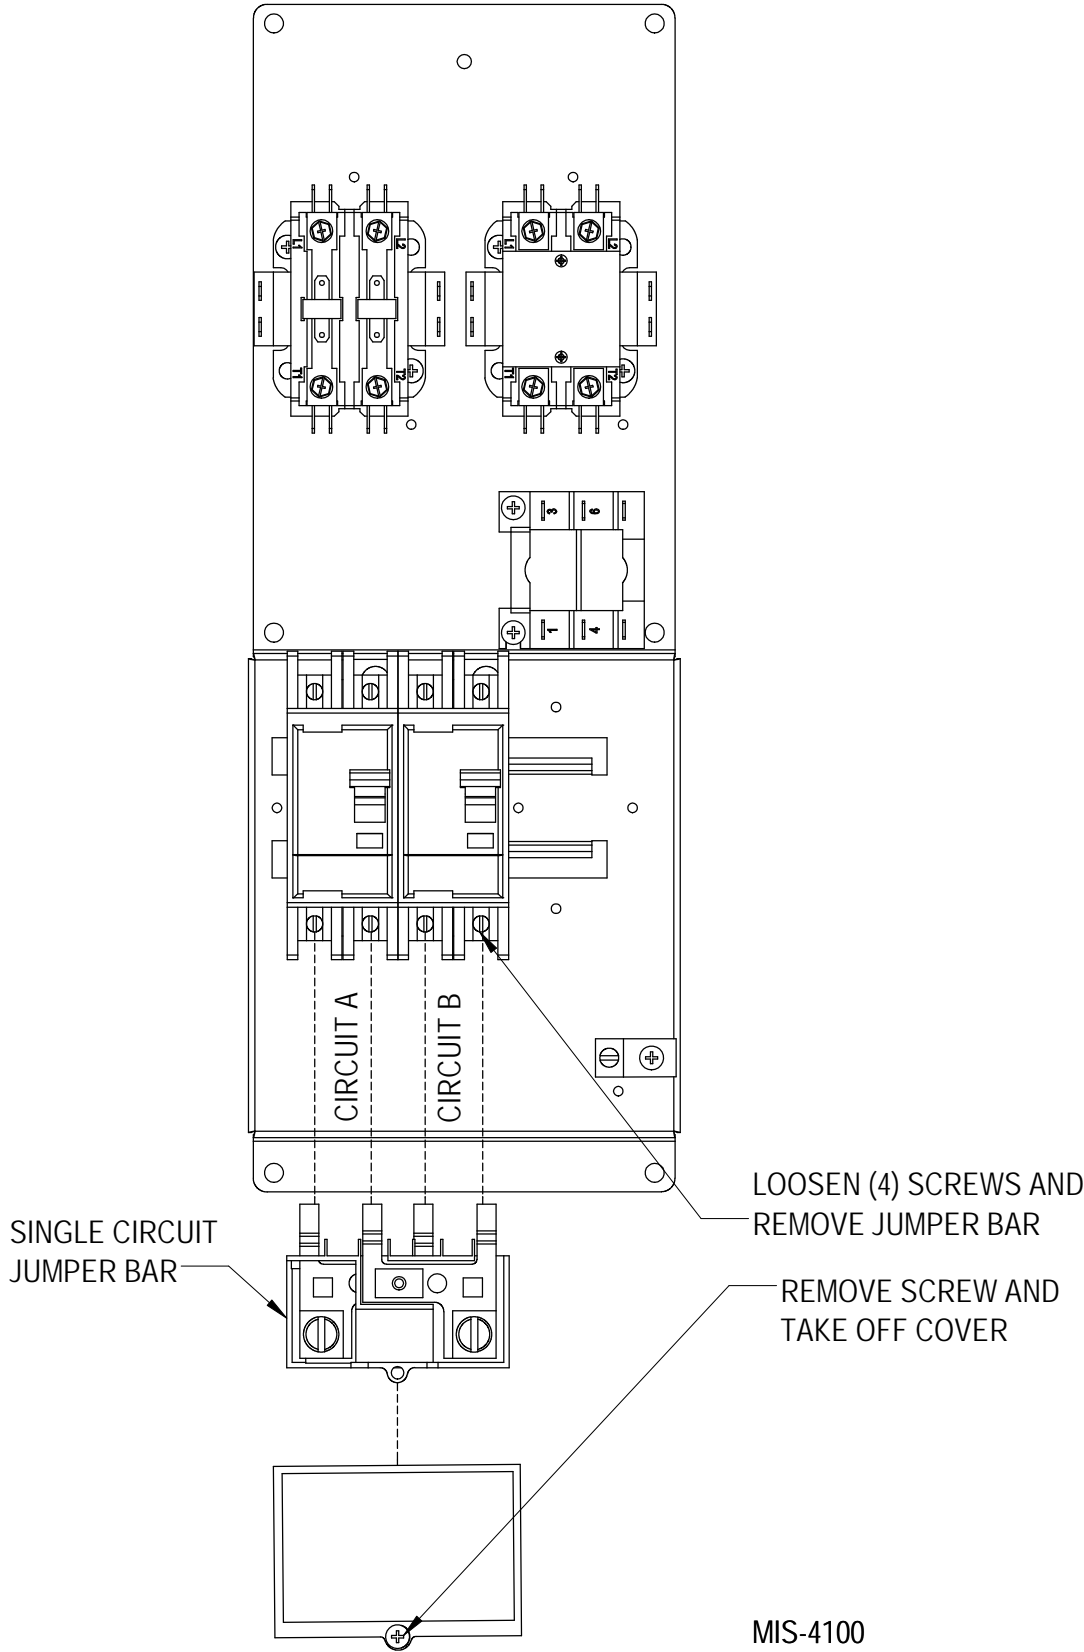 L1
L2
T1
T2
L1
L2
T1
T2
3
6
1
4
CIRCUIT A
CIRCUIT B
SINGLE CIRCUIT
JUMPER BAR
LOOSEN (4) SCREWS AND
REMOVE JUMPER BAR
REMOVE SCREW AND
TAKE OFF COVER
MIS-4100